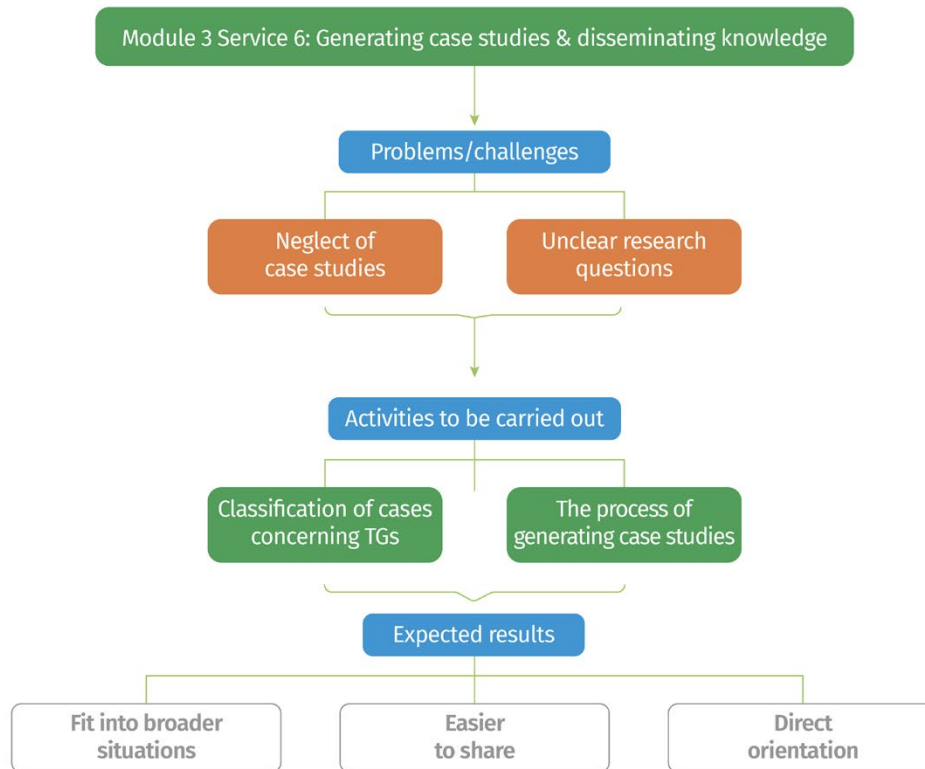 Module 3 Service 6: Generating case studies & disseminating knowledge
Problems/challenges
Neglect of
case studies
Unclear research
questions
Activities to be carried out
Classification of cases
concerning TGs
The process of
generating case studies
Expected results
Fit into broader
situations
Easier
to share
Direct
orientation